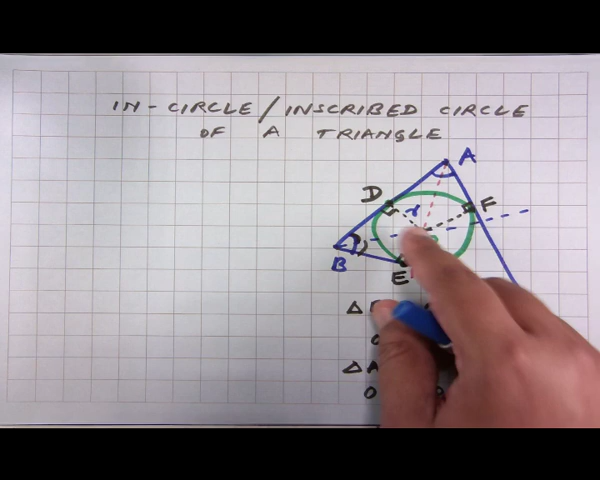 IN-CIRCLE/INSCRIBED CIRCLE
OF A TRIANGLE
A
D
r
F
B
E
Δ
Δ A
O